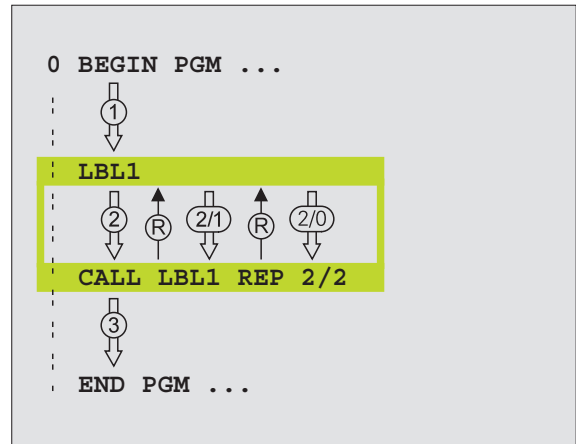 0 BEGIN PGM ...
1
LBL1
2 R 2/1 R 2/0
CALL LBL1 REP 2/2
3
END PGM ...